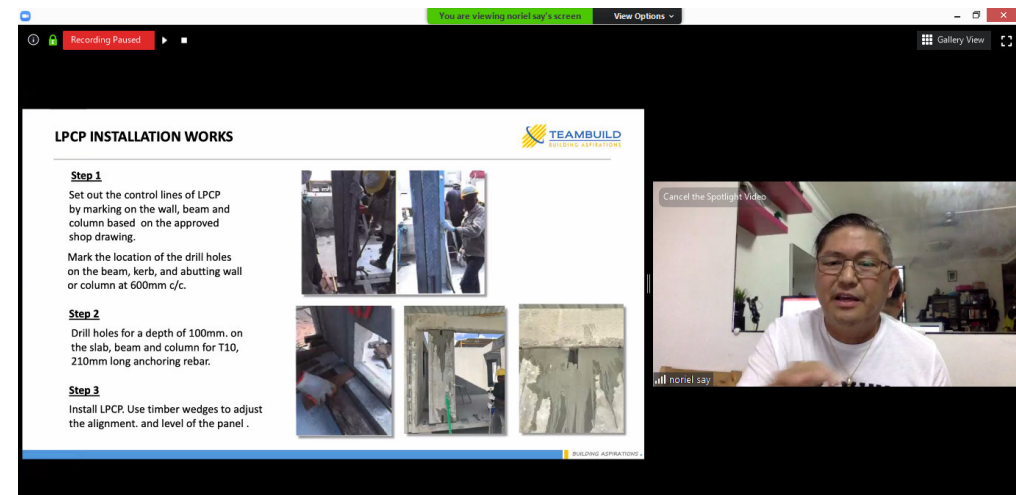 You are viewing noriel say's screen
View Options
Recording Paused
Gallery View
LPCP INSTALLATION WORKS
TEAMBUILD
BUILDING ASPIRATIONS
Step 1
Set out the control lines of LPCP
by marking on the wall, beam and
column based on the approved
shop drawing.
Mark the location of the drill holes
on the beam, kerb, and abutting wall
or column at 600mm c/c.
Step 2
Drill holes for a depth of 100mm. on
the slab, beam and column for T10,
210mm long anchoring rebar.
Step 3
Install LPCP. Use timber wedges to adjust
the alignment. and level of the panel .
BUILDING ASPIRATIONS
Cancel the Spotlight Video
noriel say